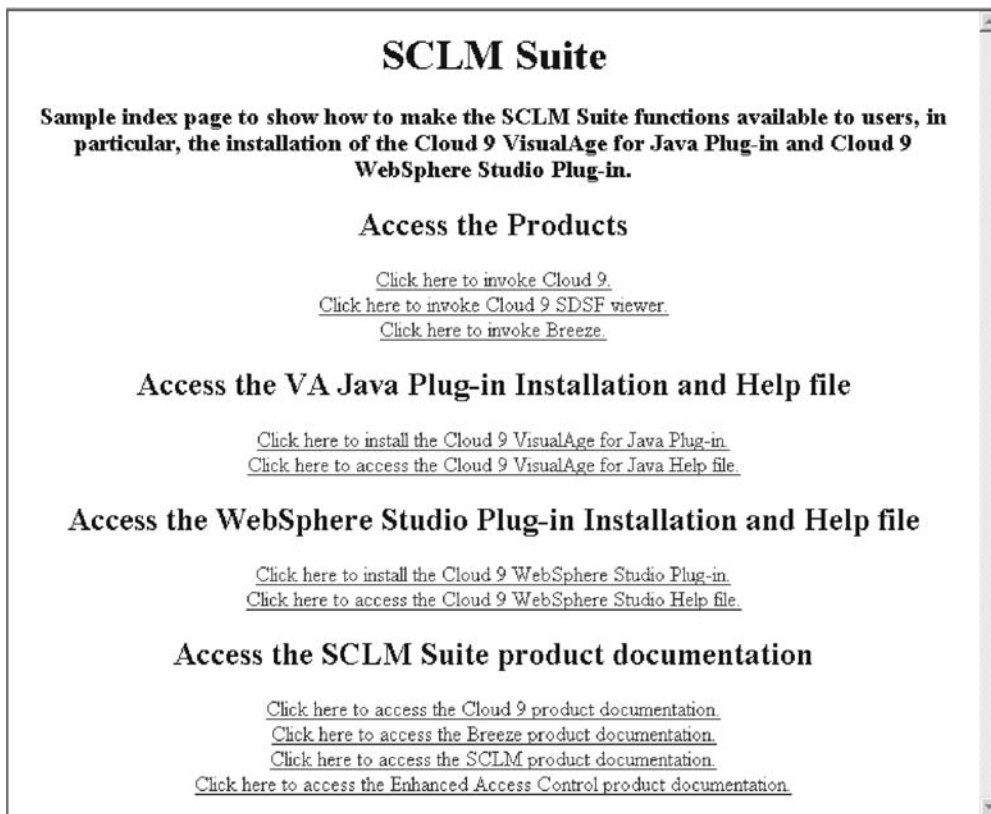 SCLM Suite
Sample index page to show how to make the SCLM Suite functions available to users, in
particular, the installation of the Cloud 9 VisualAge for Java Plug-in and Cloud 9
WebSphere Studio Plug-in.
Access the Products
Click here to invoke Cloud 9.
Click here to invoke Cloud 9 SDSF viewer.
Click here to invoke Breeze.
Access the VA Java Plug-in Installation and Help file
Click here to install the Cloud 9 VisualAge for Java Plug-in.
Click here to access the Cloud 9 VisualAge for Java Help file.
Access the WebSphere Studio Plug-in Installation and Help file
Click here to install the Cloud 9 WebSphere Studio Plug-in.
Click here to access the Cloud 9 WebSphere Studio Help file.
Access the SCLM Suite product documentation
Click here to access the Cloud 9 product documentation.
Click here to access the Breeze product documentation.
Click here to access the SCLM product documentation.
Click here to access the Enhanced Access Control product documentation.